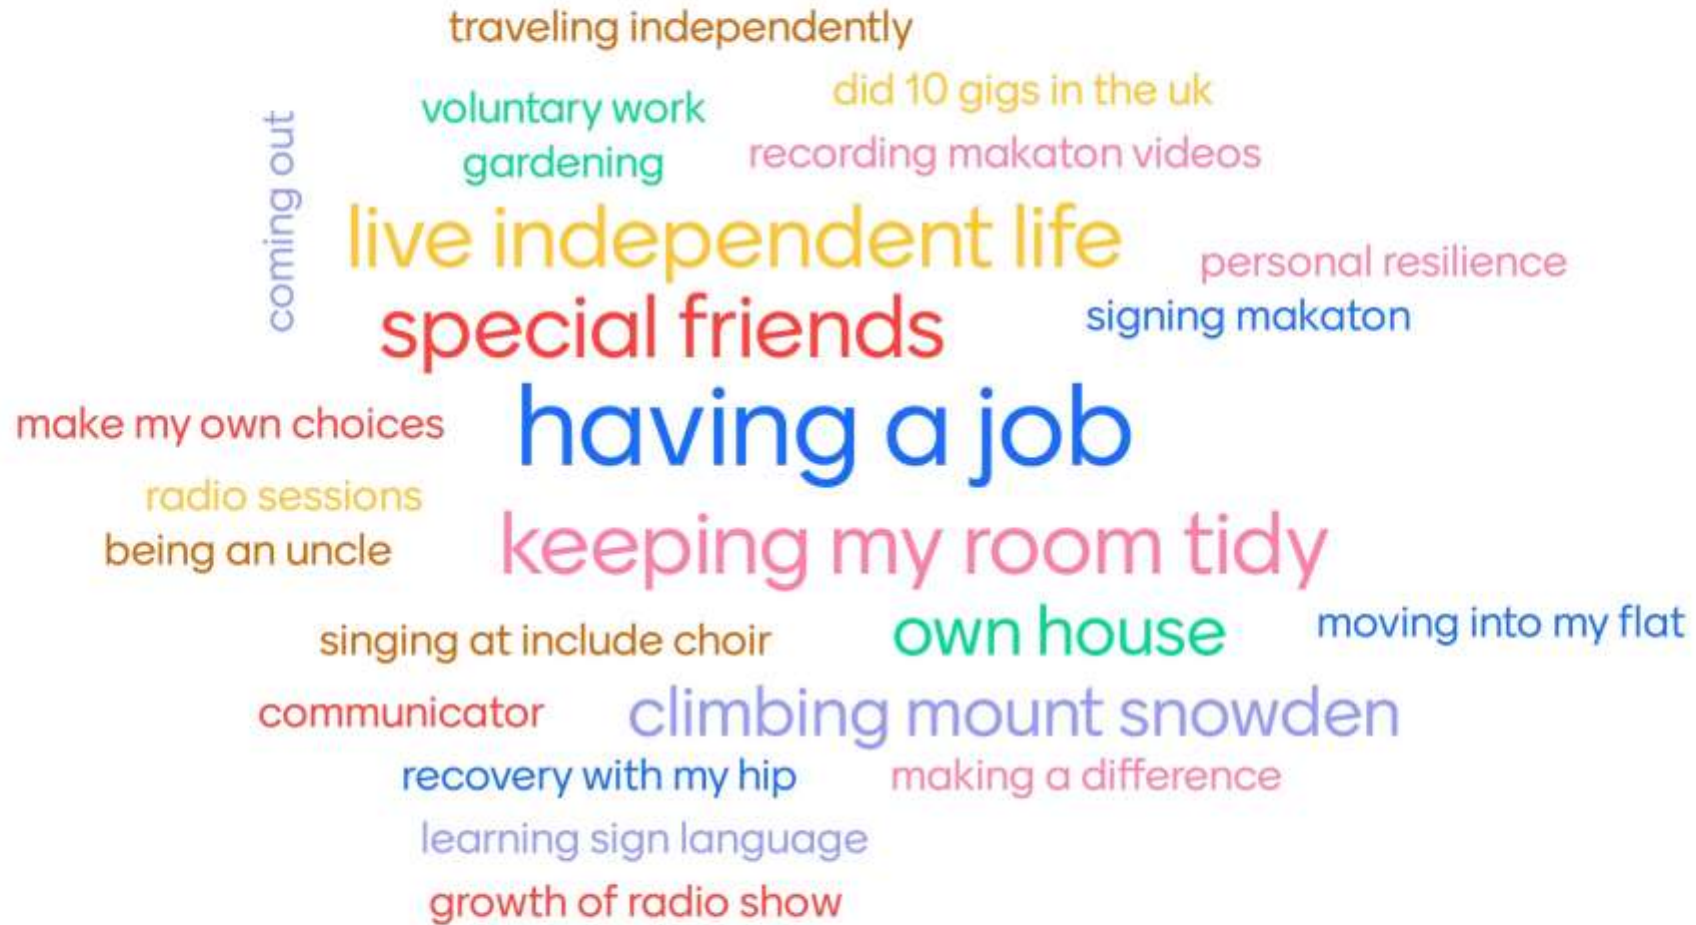 traveling independently
did 10 gigs in the uk
voluntary work
coming out
recording makaton videos
gardening
live independent life
personal resilience
special friends
signing makaton
make my own choices
having a job
radio sessions
being an uncle
keeping my room tidy
singing at include choir
own house
moving into my flat
communicator
climbing mount snowden
recovery with my hip
making a difference
learning sign language
growth of radio show